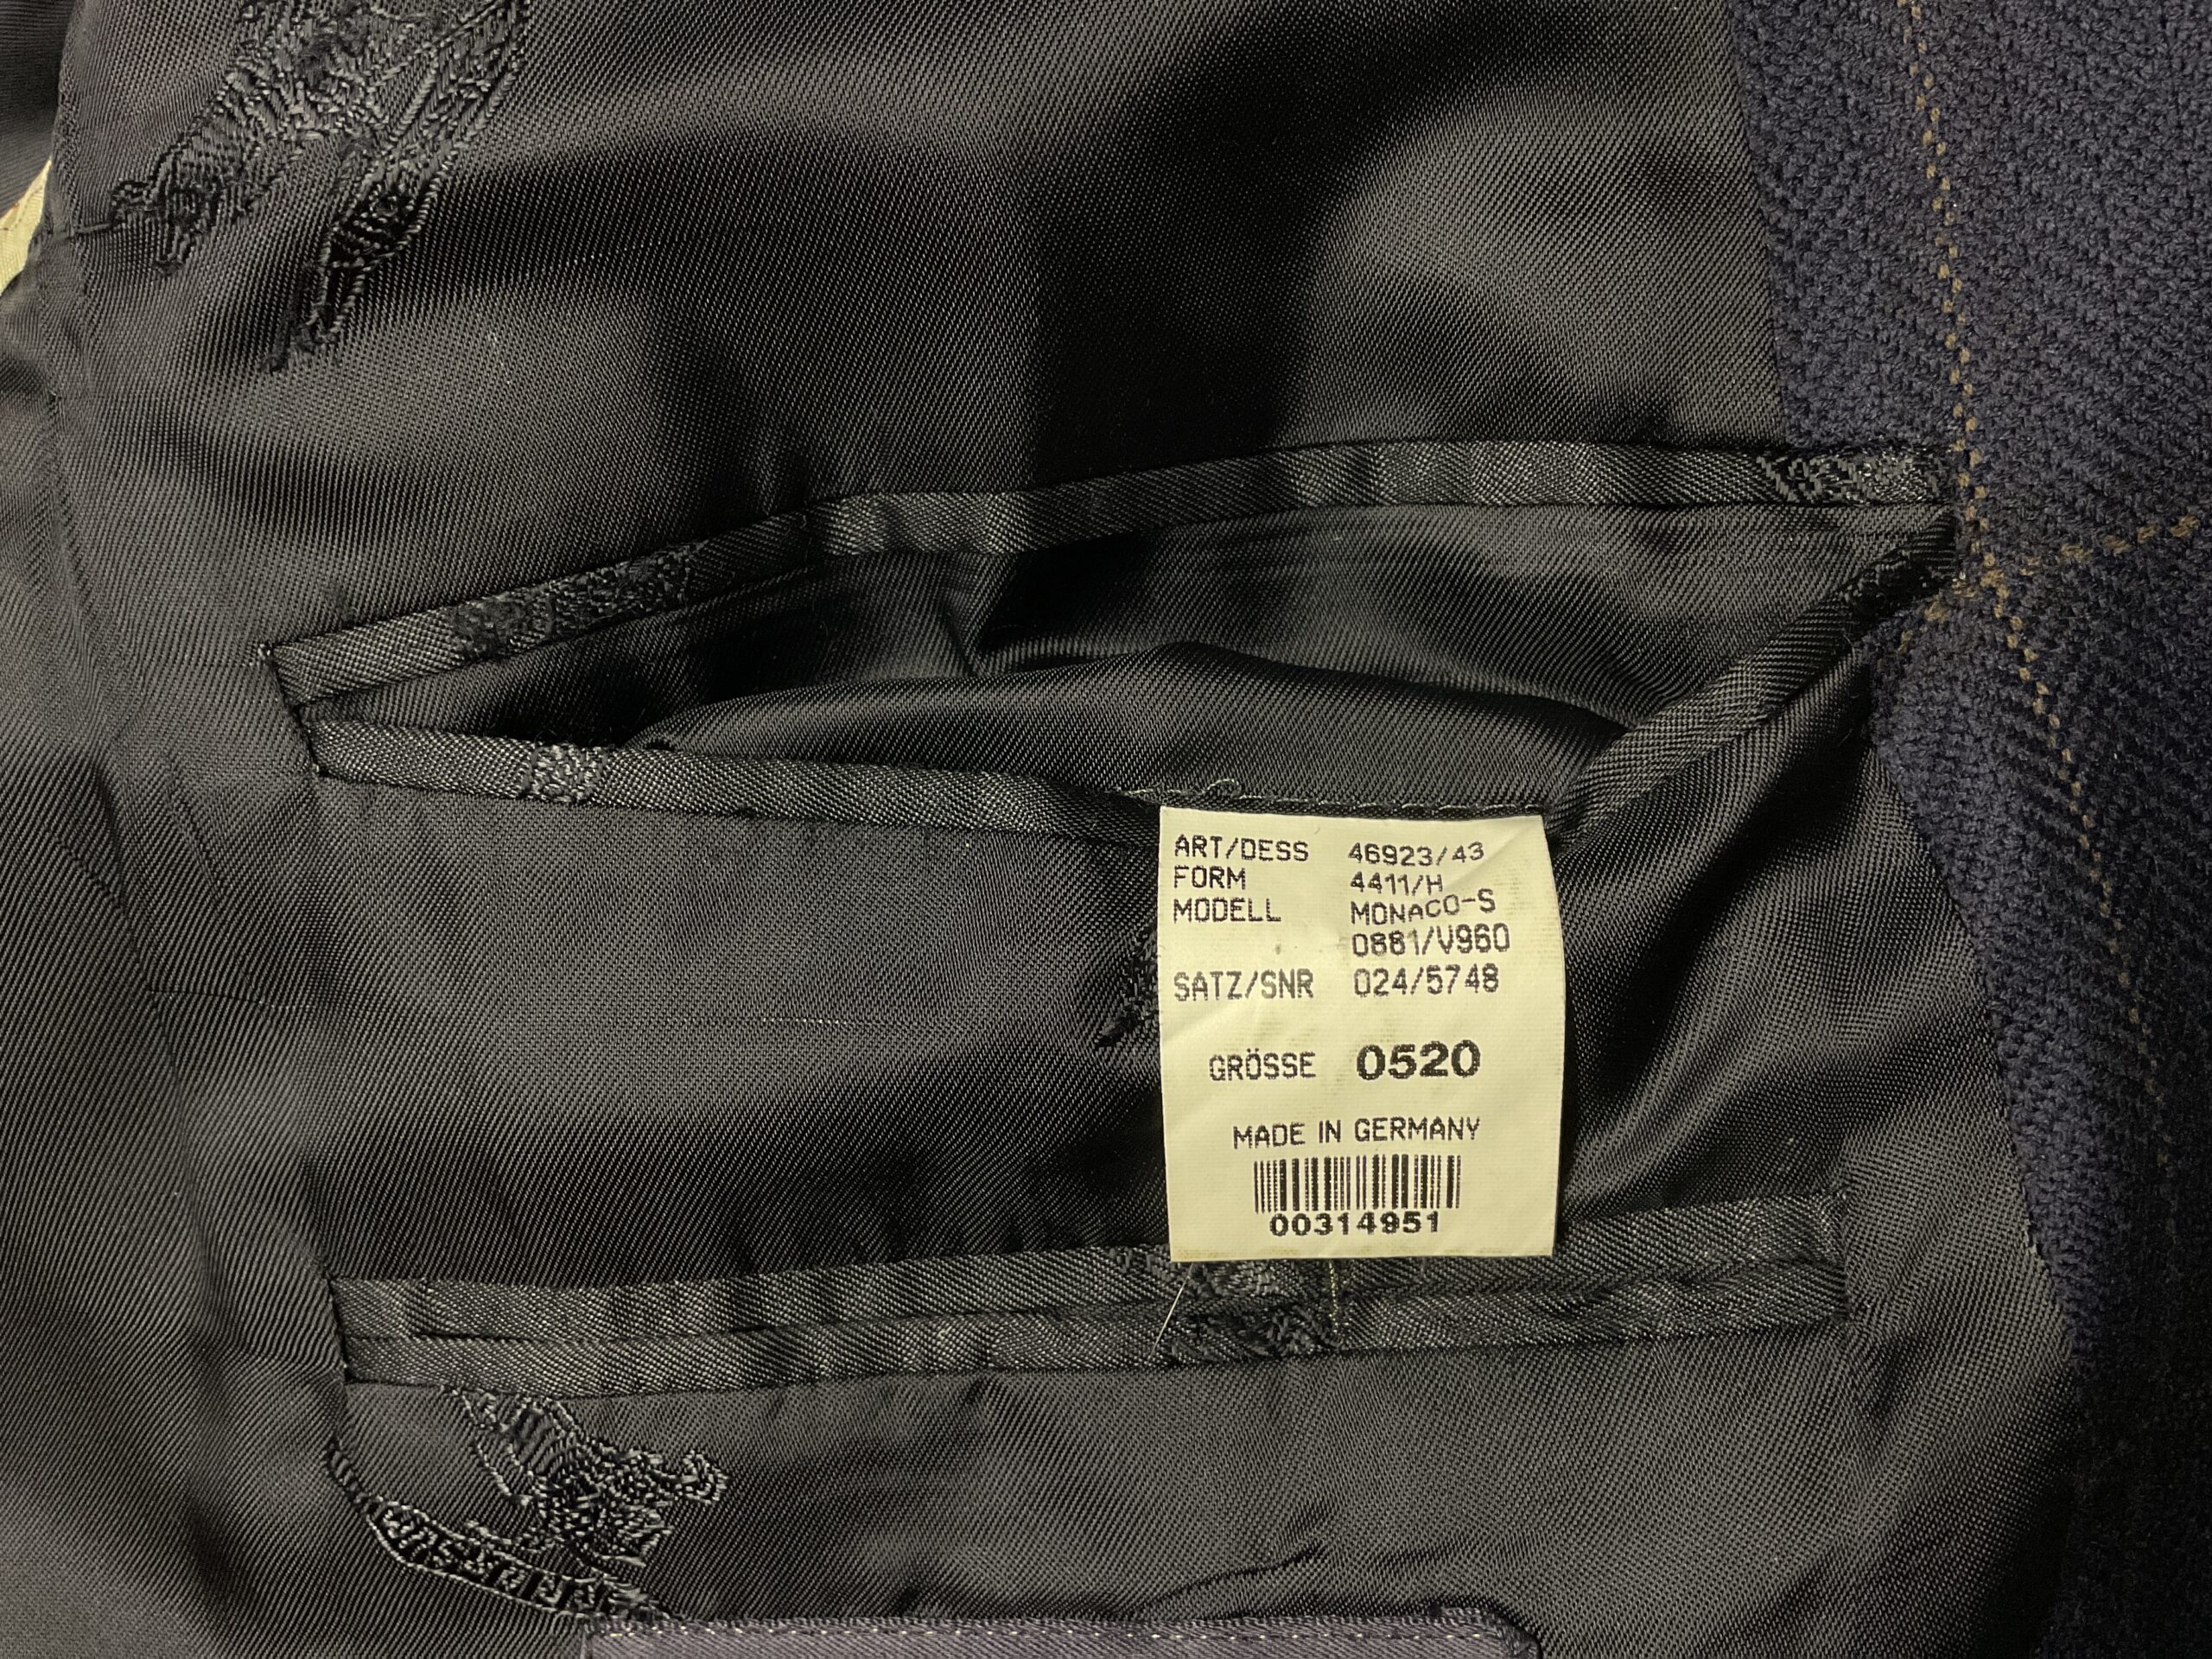 ART/DESS 46923/43
FORM 4411/H
MODELL MONACO-S
0881/V960
SATZ/SNR 024/5748
GRÖSSE 0520
MADE IN GERMANY
00314951